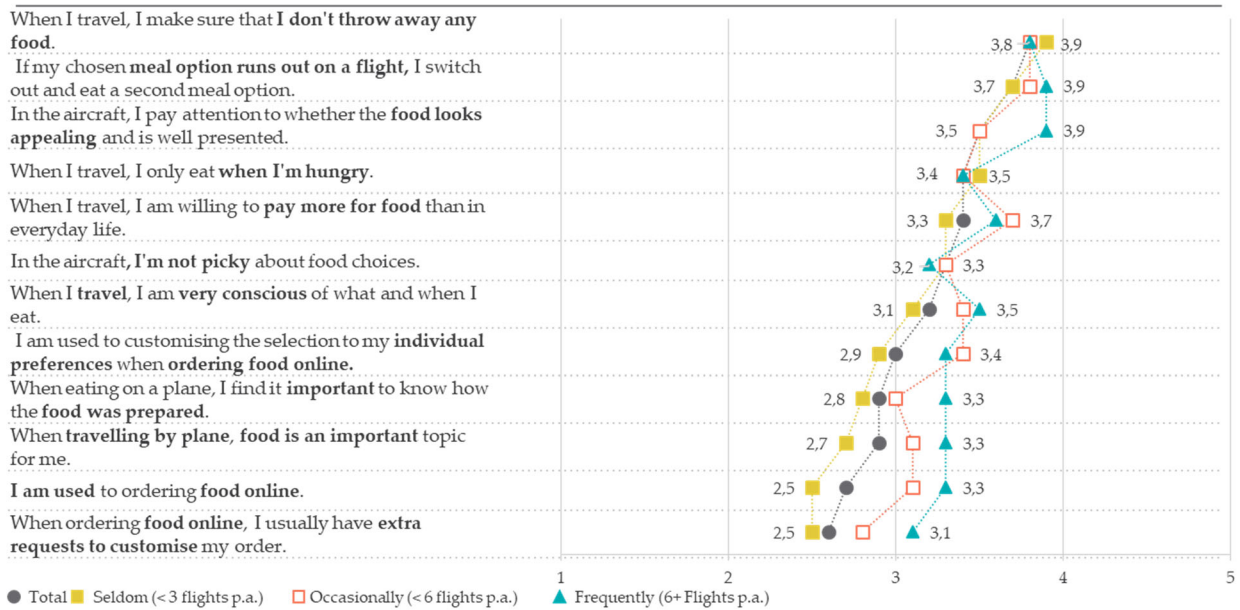 When I travel, I make sure that I don't throw away any
food.
3,8 3,9
If my chosen meal option runs out on a flight, I switch
out and eat a second meal option.
3,7 3,9
In the aircraft, I pay attention to whether the food looks
appealing and is well presented.
3,5 3,9
When I travel, I only eat when I'm hungry.
3,4 3,5
When I travel, I am willing to pay more for food than in
everyday life.
3,3 3,7
In the aircraft, I'm not picky about food choices.
3,2 3,3
When I travel, I am very conscious of what and when I
eat.
3,1 3,5
I am used to customising the selection to my individual
preferences when ordering food online.
2,9 3,4
When eating on a plane, I find it important to know how
the food was prepared.
2,8 3,3
When travelling by plane, food is an important topic
for me.
2,7 3,3
I am used to ordering food online.
2,5 3,3
When ordering food online, I usually have extra
requests to customise my order.
2,5 3,1
1 2 3 4 5
Total Seldom (< 3 flights p.a.) Occasionally (< 6 flights p.a.) Frequently (6+ Flights p.a.)